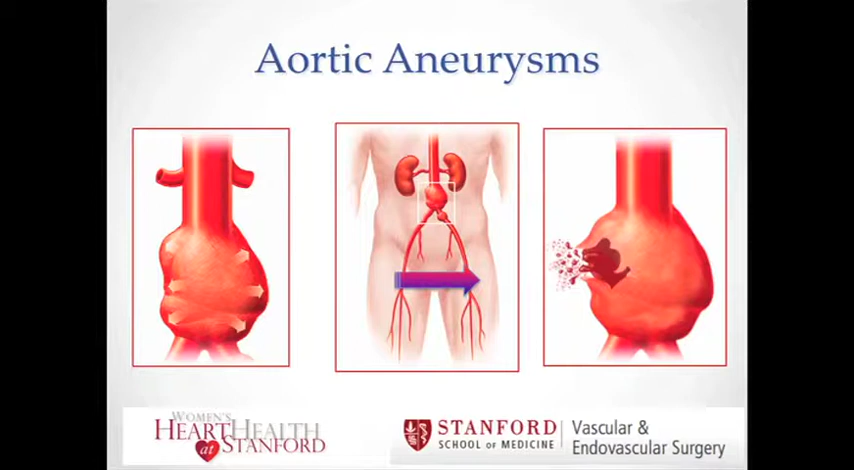 Aortic Aneurysms
WOMEN'S
HEART HEALTH
at STANFORD
STANFORD
SCHOOL OF MEDICINE
Vascular &
Endovascular Surgery